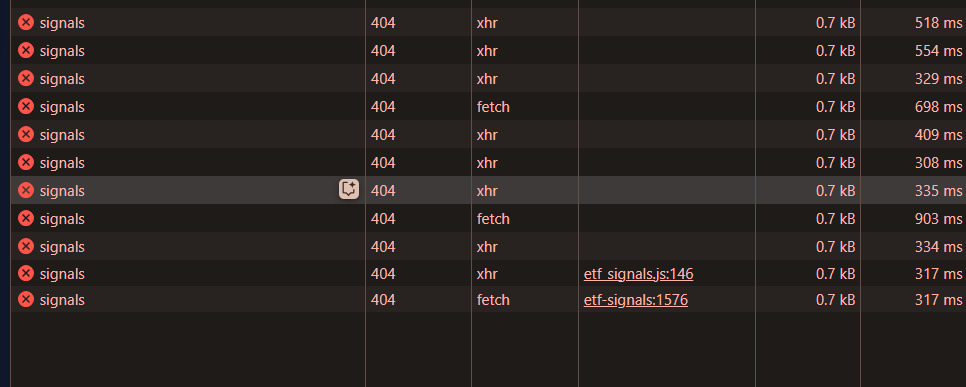 signals 404 xhr 0.7 kB 518 ms
signals 404 xhr 0.7 kB 554 ms
signals 404 xhr 0.7 kB 329 ms
signals 404 fetch 0.7 kB 698 ms
signals 404 xhr 0.7 kB 409 ms
signals 404 xhr 0.7 kB 308 ms
signals 404 xhr 0.7 kB 335 ms
signals 404 fetch 0.7 kB 903 ms
signals 404 xhr 0.7 kB 334 ms
signals 404 xhr etf_signals.js:146 0.7 kB 317 ms
signals 404 fetch etf-signals:1576 0.7 kB 317 ms